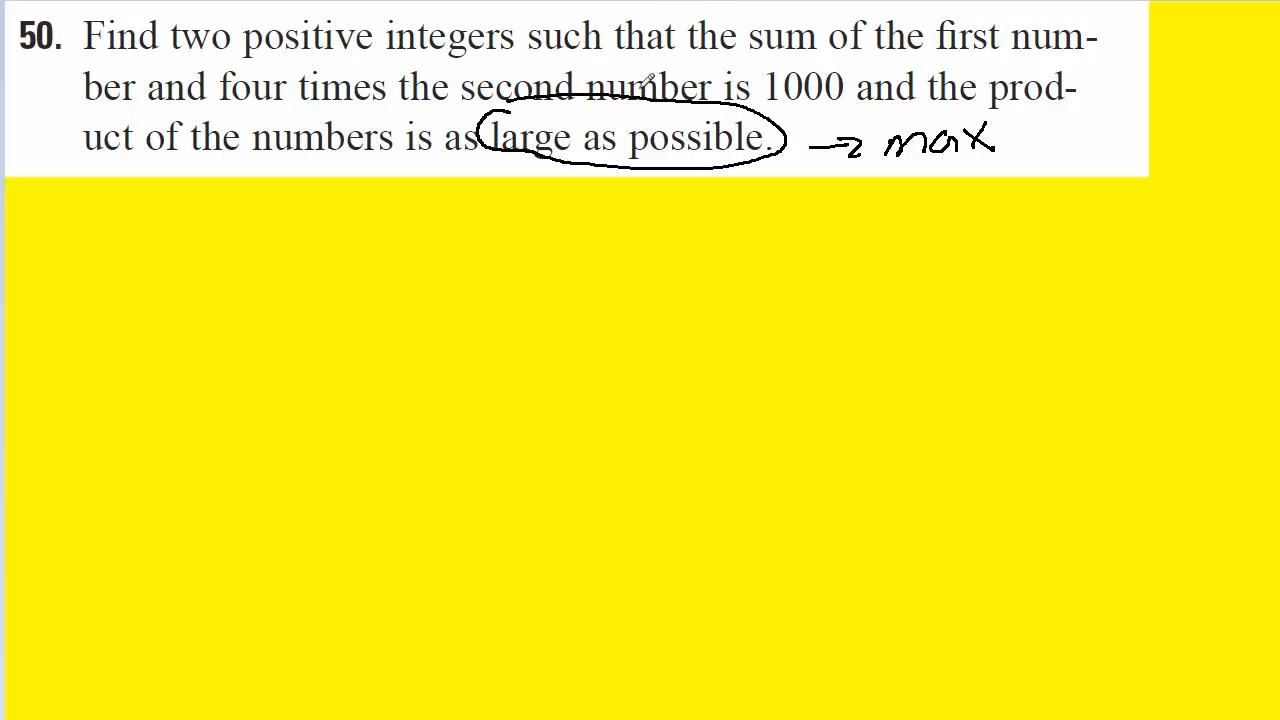 50. Find two positive integers such that the sum of the first num-
ber and four times the second number is 1000 and the prod-
uct of the numbers is as large as possible. → max